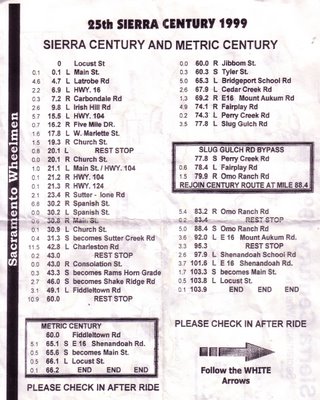 25th SIERRA CENTURY 1999
SIERRA CENTURY AND METRIC CENTURY
Sacramento Wheelmen
0 Locust St
0.1 0.1 L Main St.
4.6 4.7 L Latrobe Rd
2.2 6.9 L HWY. 16
0.3 7.2 R Carbondale Rd
2.6 9.8 L Irish Hill Rd
5.7 15.5 L HWY. 104
0.7 16.2 R Five Mile DR.
1.6 17.8 L W. Marlette St.
1.5 19.3 R Church St.
0.8 20.1 L REST STOP
0.0 20.1 R Church St.
1.0 21.1 L Main St. / HWY. 104
0.1 21.2 R HWY. 104
0.1 21.3 R HWY. 124
2.1 23.4 R Sutter - Ione Rd
6.8 30.2 R Spanish St.
0.0 30.2 L Spanish St.
0.6 30.8 R Main St.
0.1 30.9 L Church St.
0.4 31.3 S becomes Sutter Creek Rd
11.5 42.8 L Charleston Rd
0.2 43.0 REST STOP
0.0 43.0 R Consolation St.
0.3 43.3 S becomes Rams Horn Grade
2.7 46.0 S becomes Shake Ridge Rd
3.1 49.1 L Fiddletown Rd
10.9 60.0 REST STOP
METRIC CENTURY
60.0 Fiddletown Rd
5.1 65.1 S E 16 Shenandoah Rd.
0.5 65.6 S becomes Main St.
0.5 66.1 L Locust St.
0.1 66.2 END END END
PLEASE CHECK IN AFTER RIDE
0.0 60.0 R Jibbom St.
0.3 60.3 S Tyler St.
5.0 65.3 L Bridgeport School Rd
2.6 67.9 L Cedar Creek Rd
1.3 69.2 R E16 Mount Aukum Rd
4.9 74.1 R Fairplay Rd
0.2 74.3 L Perry Creek Rd
3.5 77.8 L Slug Gulch Rd
SLUG GULCH RD BYPASS
77.8 S Perry Creek Rd
0.6 78.4 L Fairplay Rd
1.5 79.9 R Omo Ranch Rd
REJOIN CENTURY ROUTE AT MILE 88.4
5.4 83.2 R Omo Ranch Rd
0.2 83.4 REST STOP
5.0 88.4 S Omo Ranch Rd
3.6 92.0 L E 16 Mount Aukum Rd.
3.3 95.3 REST STOP
2.6 97.9 L Shenandoah School Rd
3.7 101.6 L E 16 Shenandoah Rd.
1.7 103.3 S becomes Main St.
0.5 103.8 L Locust St.
0.1 103.9 END END END
PLEASE CHECK IN AFTER RIDE
Follow the WHITE
Arrows